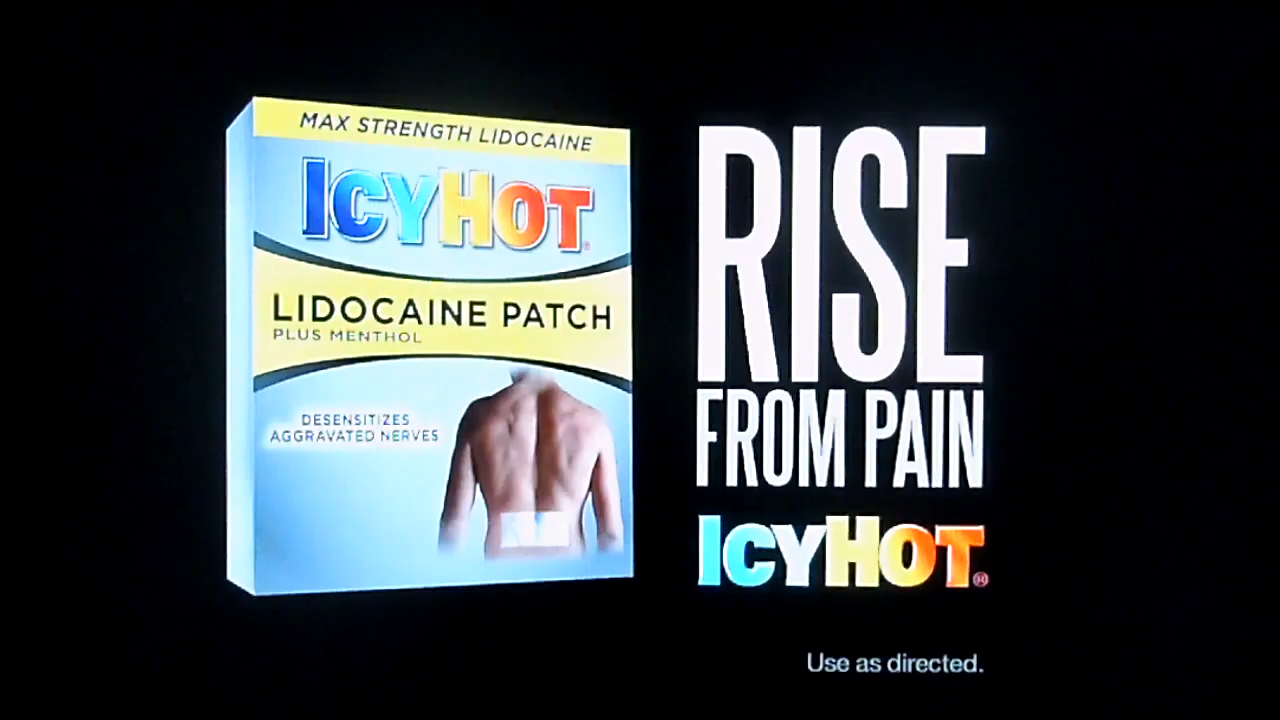 MAX STRENGTH LIDOCAINE
ICYHOT®
LIDOCAINE PATCH
PLUS MENTHOL
DESENSITIZES
AGGRAVATED NERVES
RISE
FROM PAIN
ICYHOT®
Use as directed.